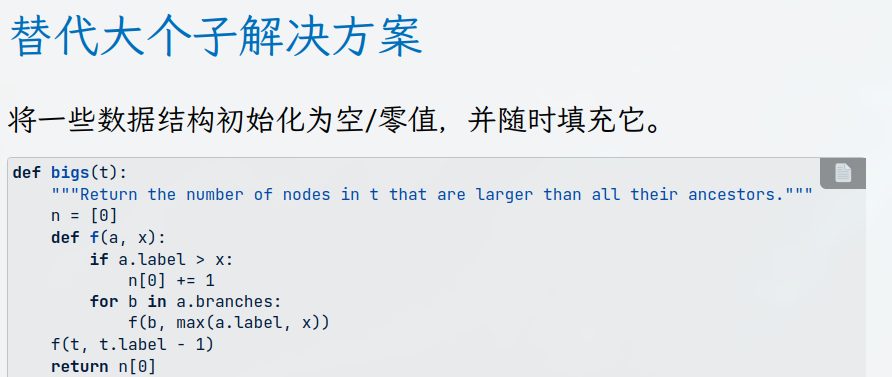 替代大个子解决方案
将一些数据结构初始化为空/零值，并随时填充它。
def bigs(t):
    """Return the number of nodes in t that are larger than all their ancestors."""
    n = [0]
    def f(a, x):
        if a.label > x:
            n[0] += 1
        for b in a.branches:
            f(b, max(a.label, x))
    f(t, t.label - 1)
    return n[0]